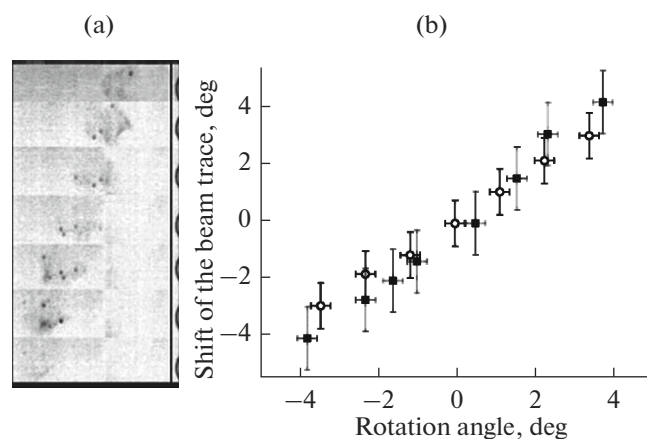 (a)
(b)
Shift of the beam trace, deg
4
2
0
−2
−4
−4 −2 0 2 4
Rotation angle, deg